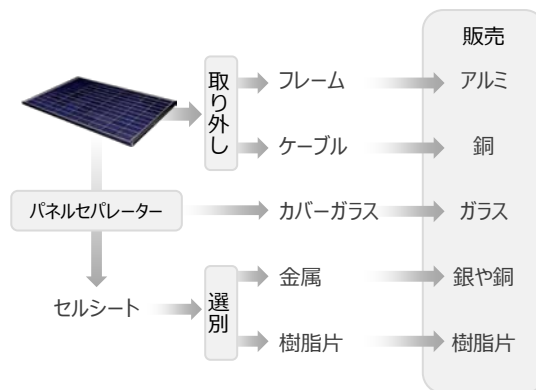 販売
取り外し
フレーム
アルミ
ケーブル
銅
パネルセパレーター
カバーガラス
ガラス
選別
金属
銀や銅
セルシート
樹脂片
樹脂片